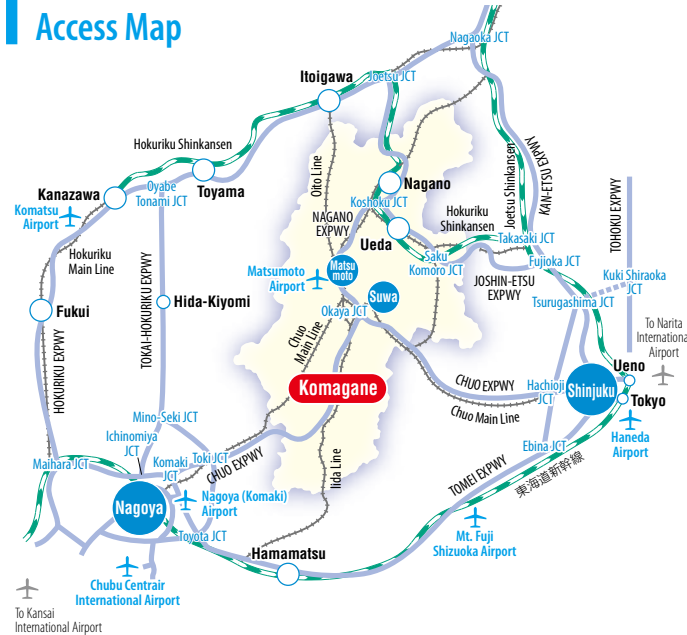 Access Map
Nagaoka JCT
Itoigawa
Joetsu JCT
Hokuriku Shinkansen
Toyama
Oyabe
Tonami JCT
Kanazawa
Komatsu
Airport
Hokuriku
Main Line
Fukui
HOKURIKU EXPWY
TOKAI-HOKURIKU EXPWY
Hida-Kiyomi
Oito Line
Nagano
Koshoku JCT
NAGANO
EXPWY
Ueda
Hokuriku
Shinkansen
Joetsu Shinkansen
KAN-ETSU EXPWY
TOHOKU EXPWY
Takasaki JCT
Fujioka JCT
Saku
Komoro JCT
JOSHIN-ETSU
EXPWY
Kuki Shiraoka
JCT
Tsurugashima JCT
Matsumoto
Airport
Matsu
moto
Suwa
Okaya JCT
Chuo
Main Line
Komagane
CHUO EXPWY
Chuo Main Line
Hachioji
JCT
Shinjuku
To Narita
International
Airport
Ueno
Tokyo
Haneda
Airport
Ebina JCT
TOMEI EXPWY
東海道新幹線
Mt. Fuji
Shizuoka Airport
Iida Line
Mino-Seki JCT
Ichinomiya
JCT
Maihara JCT
Komaki
JCT
Toki JCT
CHUO EXPWY
Nagoya
Nagoya (Komaki)
Airport
Toyota JCT
Hamamatsu
Chubu Centrair
International Airport
To Kansai
International Airport